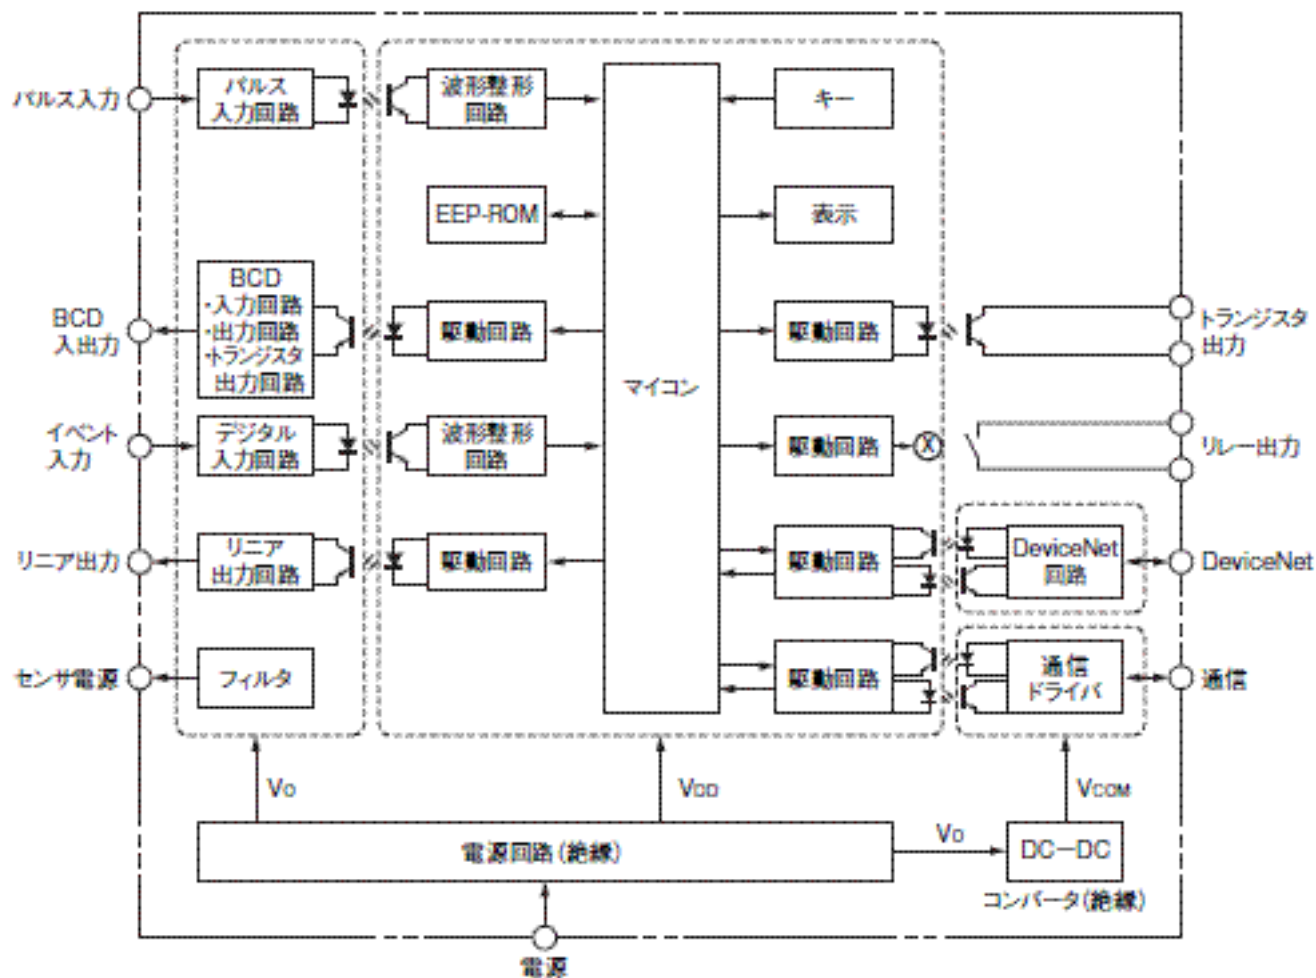 パルス入力
パルス
入力回路
波形整形
回路
キー
EEP-ROM
表示
BCD
入出力
BCD
・入力回路
・出力回路
・トランジスタ
出力回路
駆動回路
マイコン
駆動回路
トランジスタ
出力
イベント
入力
デジタル
入力回路
波形整形
回路
駆動回路
X
リレー出力
リニア出力
リニア
出力回路
駆動回路
駆動回路
DeviceNet
回路
DeviceNet
センサ電源
フィルタ
駆動回路
通信
ドライバ
通信
VO
VDD
VCOM
電源回路(絶縁)
VO
DC－DC
コンバータ(絶縁)
電源